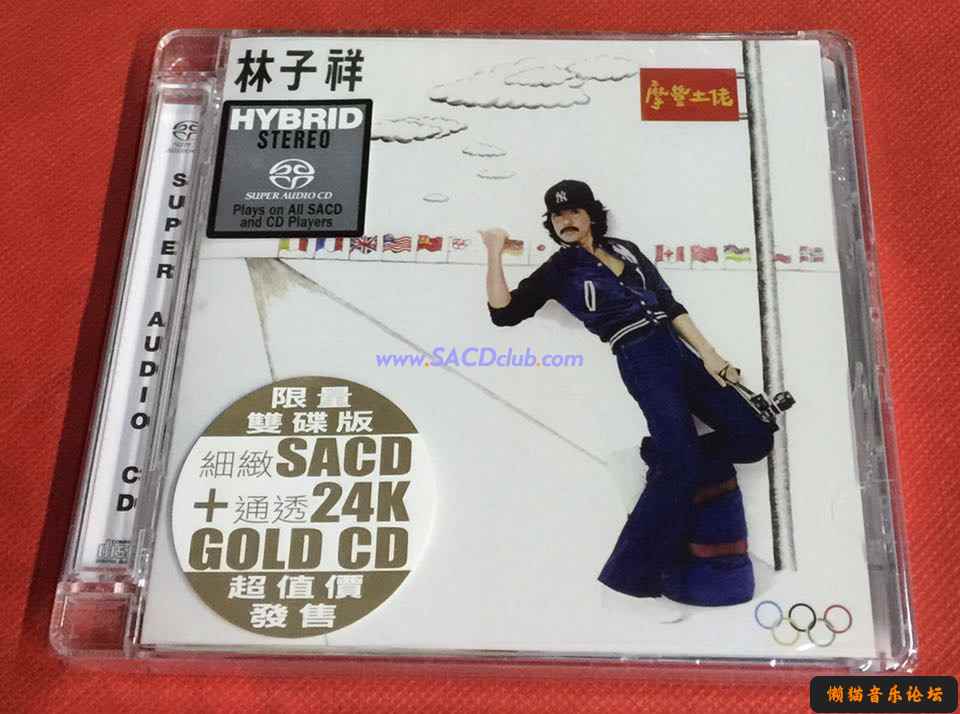 林子祥
HYBRID
STEREO
SUPER AUDIO CD
Plays on All SACD
and CD Players
摩登土佬
SUPER AUDIO CD
NY
www.SACDclub.com
限量
雙碟版
細緻SACD
+通透24K
GOLD CD
超值價
發售
懒猫音乐论坛